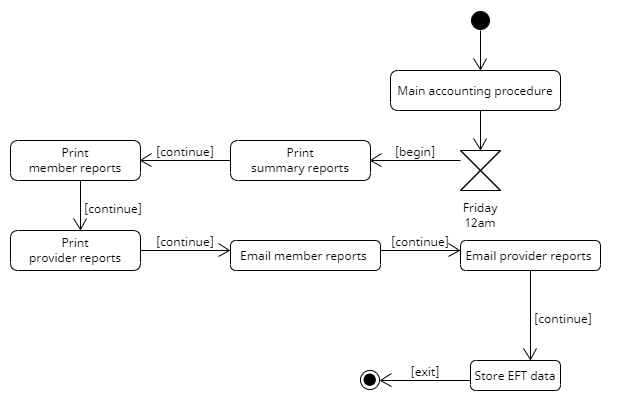 Main accounting procedure
Friday
12am
[begin]
Print
summary reports
[continue]
Print
member reports
[continue]
Print
provider reports
[continue]
Email member reports
[continue]
Email provider reports
[continue]
Store EFT data
[exit]